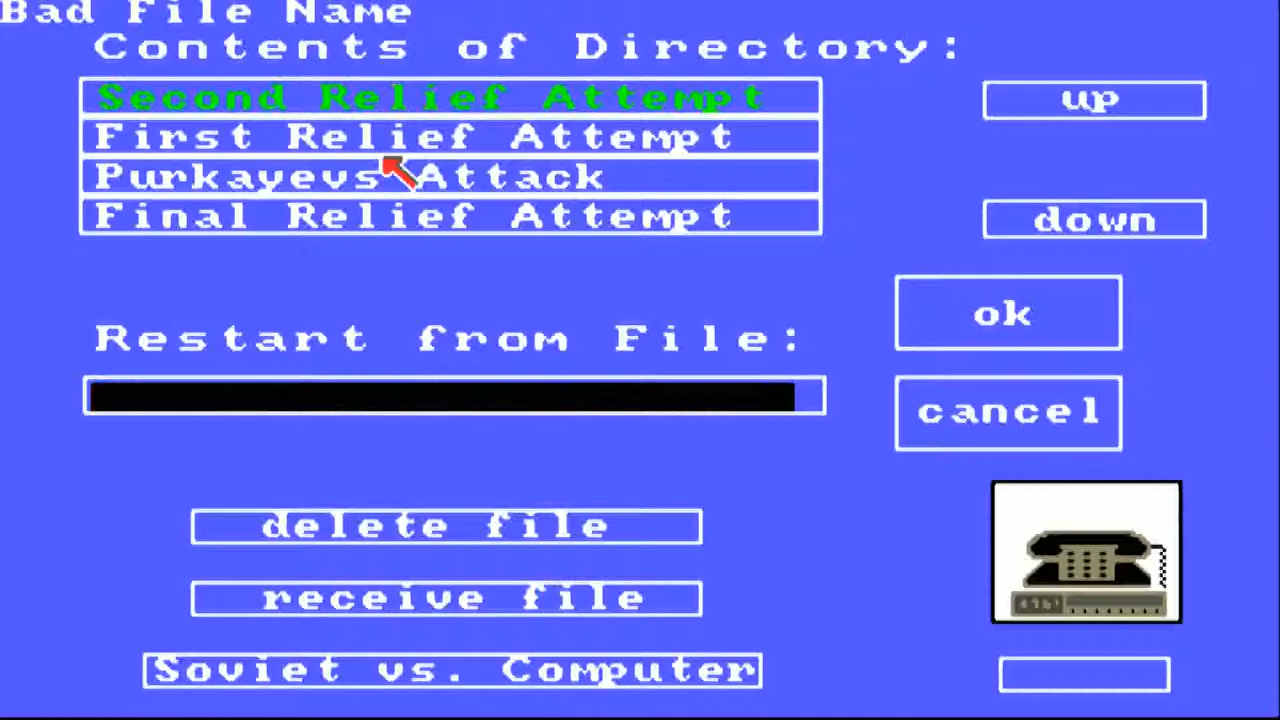 Bad File Name
Contents of Directory:
Second Relief Attempt
First Relief Attempt
Purkayevs Attack
Final Relief Attempt
up
down
ok
Restart from File:
cancel
delete file
receive file
Soviet vs. Computer